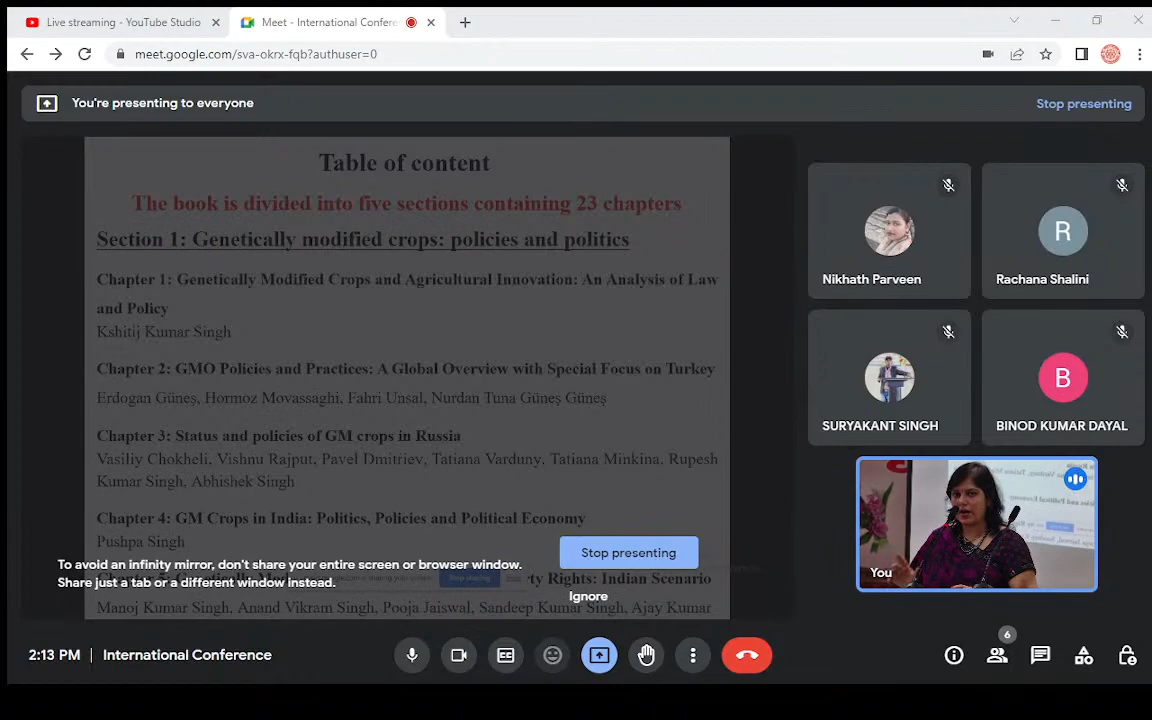 Live streaming - YouTube Studio
Meet - International Confere
meet.google.com/sva-okrx-fqb?authuser=0
You're presenting to everyone
Stop presenting
Table of content
The book is divided into five sections containing 23 chapters
Section 1: Genetically modified crops: policies and politics
Chapter 1: Genetically Modified Crops and Agricultural Innovation: An Analysis of Law
and Policy
Kshitij Kumar Singh
Chapter 2: GMO Policies and Practices: A Global Overview with Special Focus on Turkey
Erdogan Güneş, Hormoz Movassaghi, Fahri Unsal, Nurdan Tuna Güneş Güneş
Chapter 3: Status and policies of GM crops in Russia
Vasiliy Chokheli, Vishnu Rajput, Pavel Dmitriev, Tatiana Varduny, Tatiana Minkina, Rupesh
Kumar Singh, Abhishek Singh
Chapter 4: GM Crops in India: Politics, Policies and Political Economy
Pushpa Singh
ty Rights: Indian Scenario
Manoj Kumar Singh, Anand Vikram Singh, Pooja Jaiswal, Sandeep Kumar Singh, Ajay Kumar
To avoid an infinity mirror, don't share your entire screen or browser window.
Share just a tab or a different window instead.
Stop presenting
Ignore
Nikhath Parveen
R
Rachana Shalini
SURYAKANT SINGH
B
BINOD KUMAR DAYAL
You
2:13 PM
International Conference
6